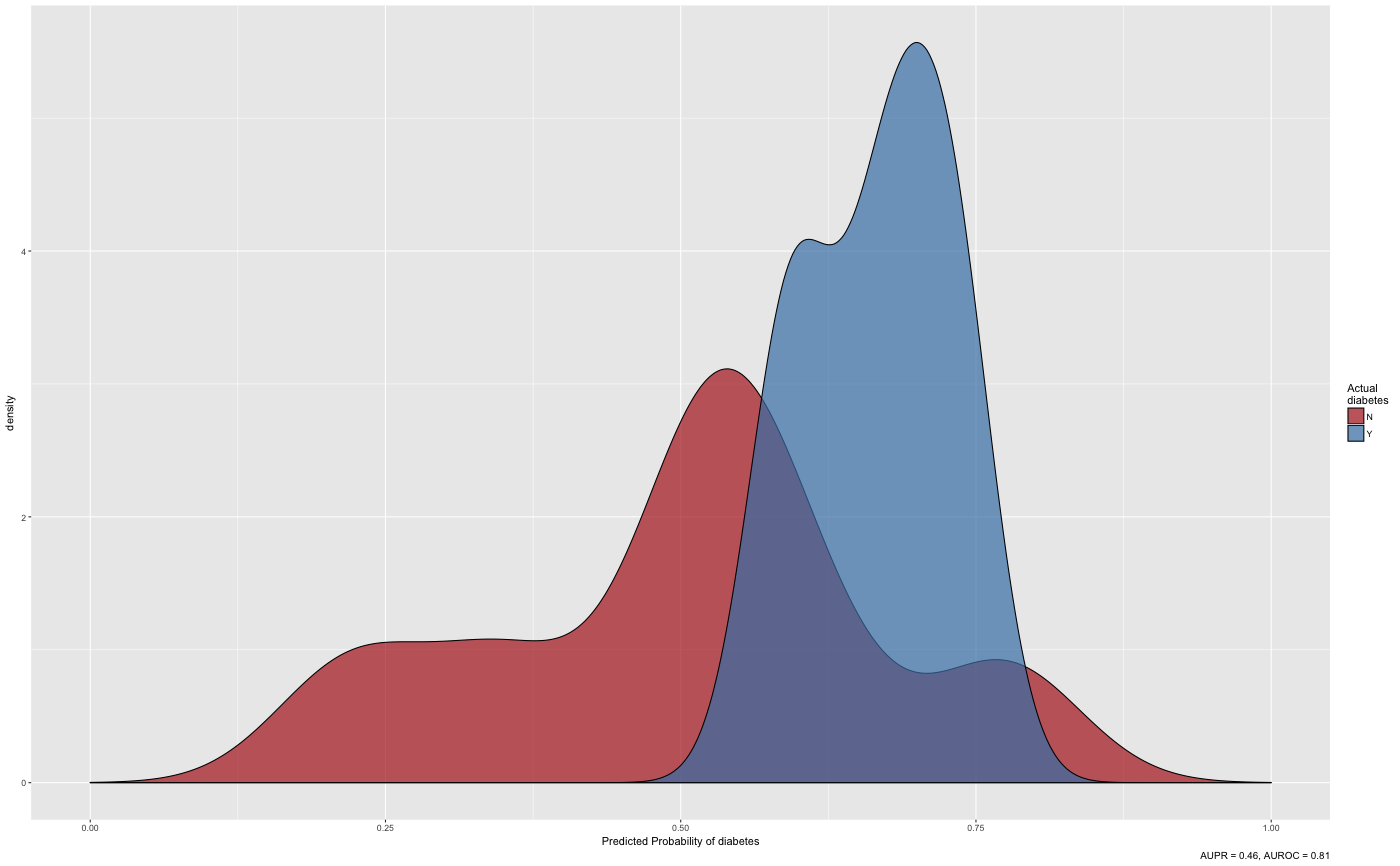 density
4
2
0
0.00
0.25
0.50
0.75
1.00
Predicted Probability of diabetes
Actual
diabetes
N
Y
AUPR = 0.46, AUROC = 0.81